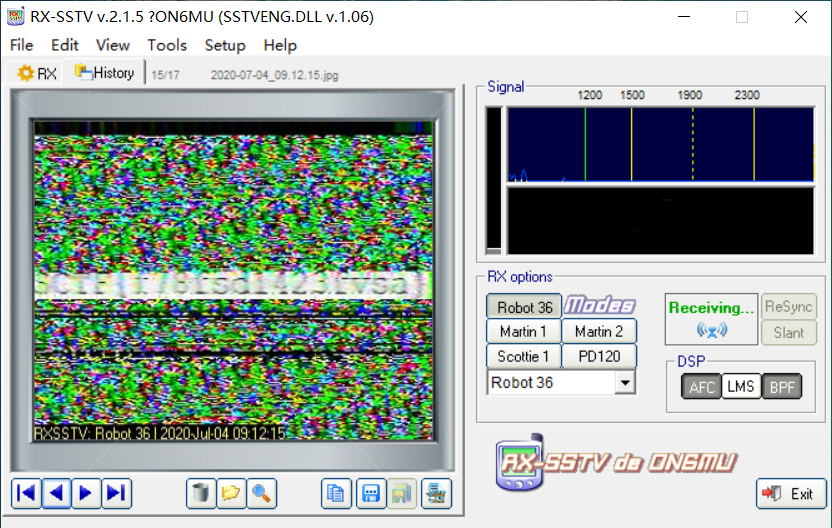 RX-SSTV v.2.1.5 ?ON6MU (SSTVENG.DLL v.1.06)
File Edit View Tools Setup Help
RX History 15/17 2020-07-04_09.12.15.jpg
RXSSTV: Robot 36 | 2020-Jul-04 09:12:15
Signal
1200 1500 1900 2300
RX options
Robot 36 Modes
Martin 1 Martin 2
Scottie 1 PD120
Robot 36
Receiving... ReSync
Slant
DSP
AFC LMS BPF
RX-SSTV de ON6MU
Exit